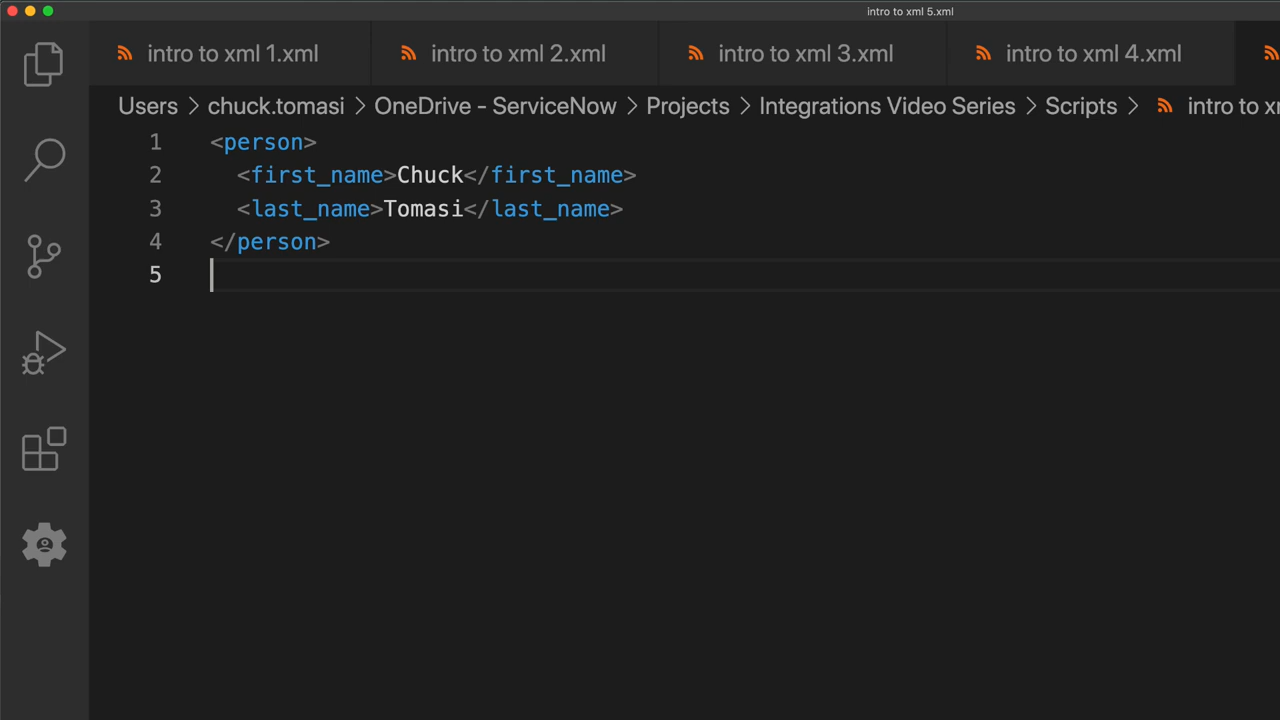 intro to xml 5.xml
intro to xml 1.xml intro to xml 2.xml intro to xml 3.xml intro to xml 4.xml
Users > chuck.tomasi > OneDrive - ServiceNow > Projects > Integrations Video Series > Scripts > intro to
1 <person>
2 <first_name>Chuck</first_name>
3 <last_name>Tomasi</last_name>
4 </person>
5